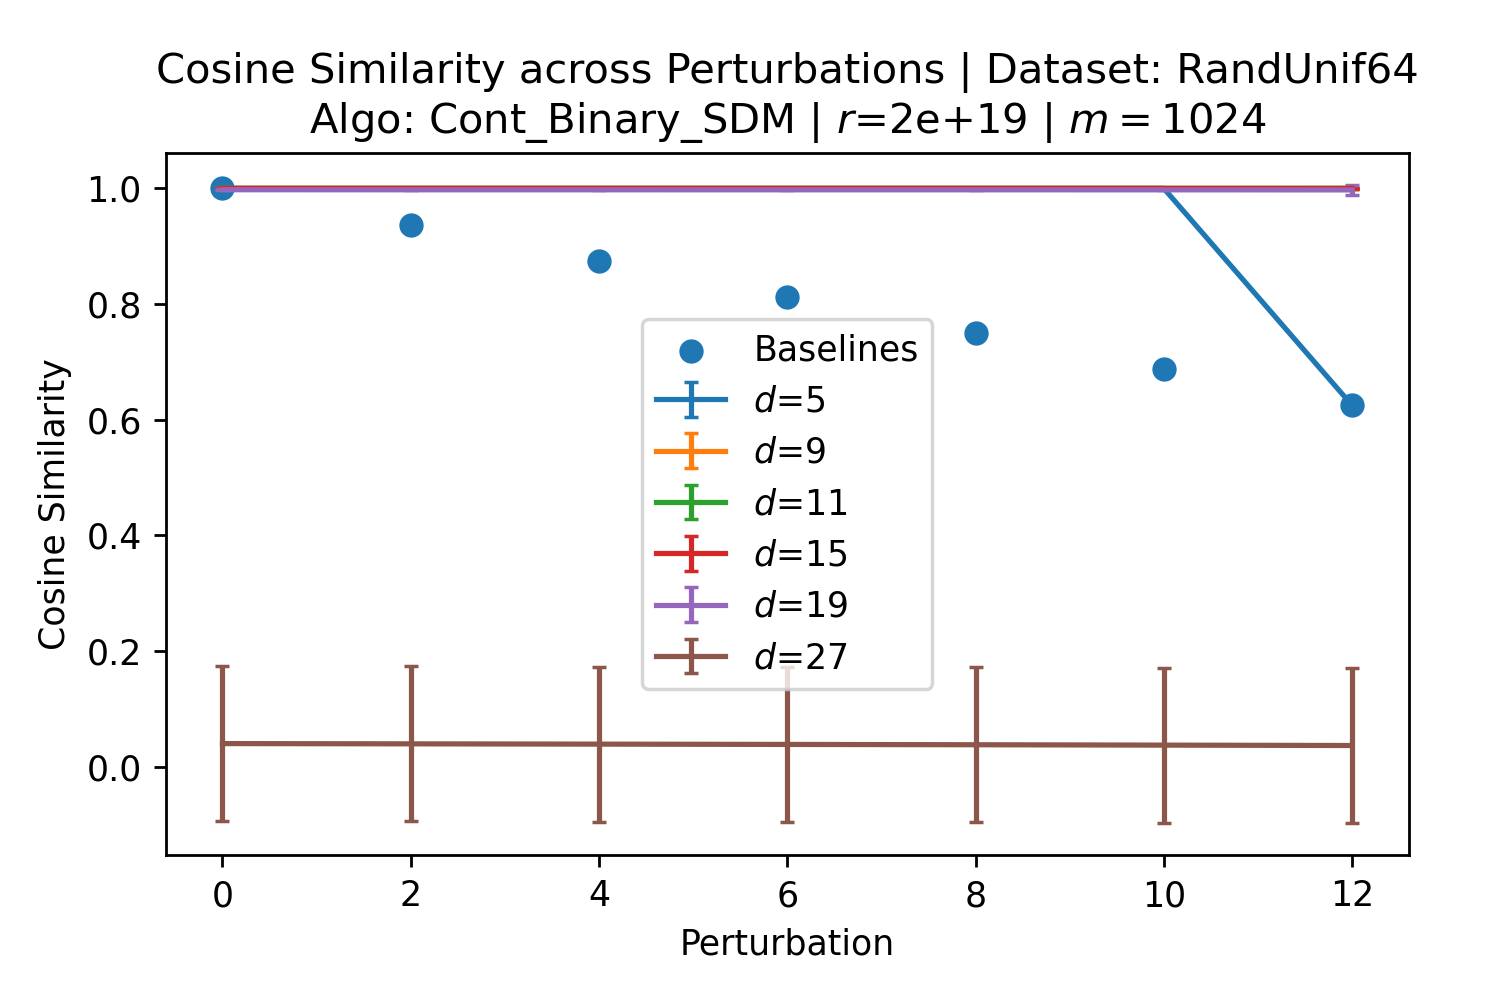 Cosine Similarity across Perturbations | Dataset: RandUnif64
Algo: Cont_Binary_SDM | r=2e+19 | m = 1024
1.0
0.8
0.6
0.4
0.2
0.0
Cosine Similarity
Baselines
d=5
d=9
d=11
d=15
d=19
d=27
0 2 4 6 8 10 12
Perturbation